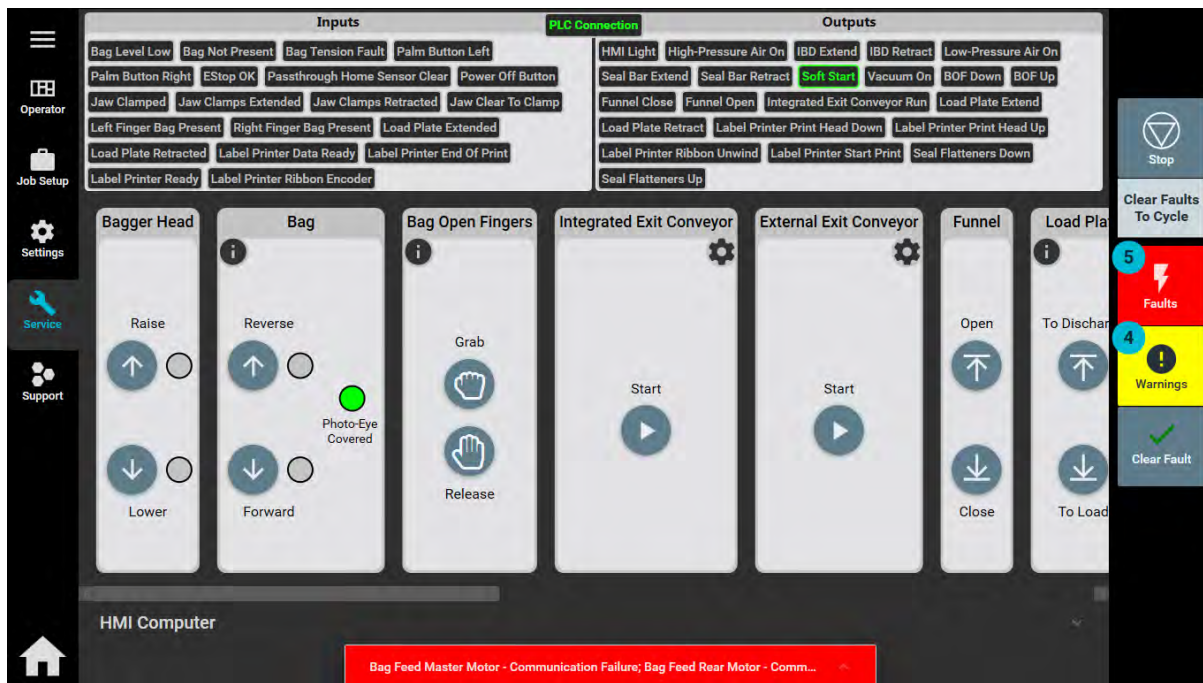 Inputs
PLC Connection
Outputs
Bag Level Low Bag Not Present Bag Tension Fault Palm Button Left
Palm Button Right EStop OK Passthrough Home Sensor Clear Power Off Button
Jaw Clamped Jaw Clamps Extended Jaw Clamps Retracted Jaw Clear To Clamp
Left Finger Bag Present Right Finger Bag Present Load Plate Extended
Load Plate Retracted Label Printer Data Ready Label Printer End Of Print
Label Printer Ready Label Printer Ribbon Encoder
HMI Light High-Pressure Air On IBD Extend IBD Retract Low-Pressure Air On
Seal Bar Extend Seal Bar Retract Soft Start Vacuum On BOF Down BOF Up
Funnel Close Funnel Open Integrated Exit Conveyor Run Load Plate Extend
Load Plate Retract Label Printer Print Head Down Label Printer Print Head Up
Label Printer Ribbon Unwind Label Printer Start Print Seal Flatteners Down
Seal Flatteners Up
Operator
Job Setup
Settings
Service
Support
Bagger Head
Raise
Lower
Bag
Reverse
Photo-Eye
Covered
Forward
Bag Open Fingers
Grab
Release
Integrated Exit Conveyor
Start
External Exit Conveyor
Start
Funnel
Open
Close
Load Pla
To Dischar
To Load
Stop
Clear Faults
To Cycle
5
Faults
4
Warnings
Clear Fault
HMI Computer
Bag Feed Master Motor - Communication Failure; Bag Feed Rear Motor - Comm...